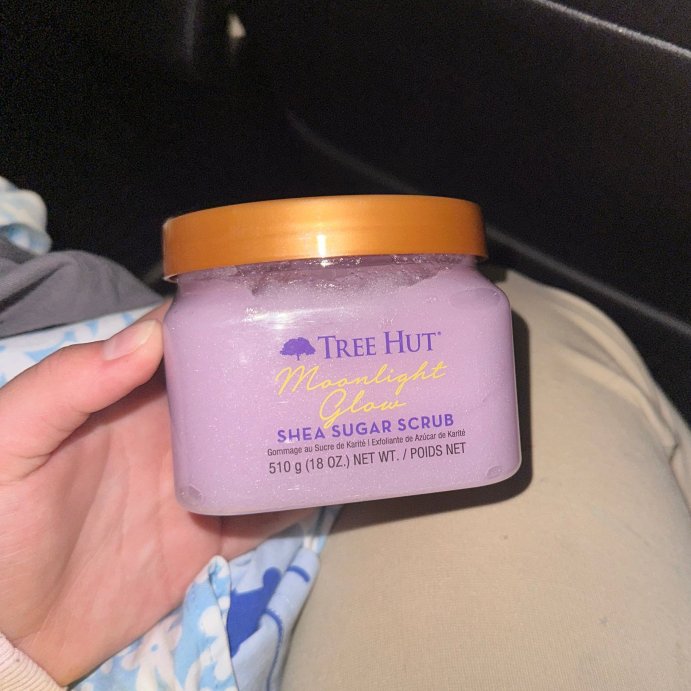 TREE HUT®
Moonlight
Glow
SHEA SUGAR SCRUB
Gommage au Sucre de Karité | Exfoliante de Azúcar de Karité
510 g (18 OZ.) NET WT. / POIDS NET